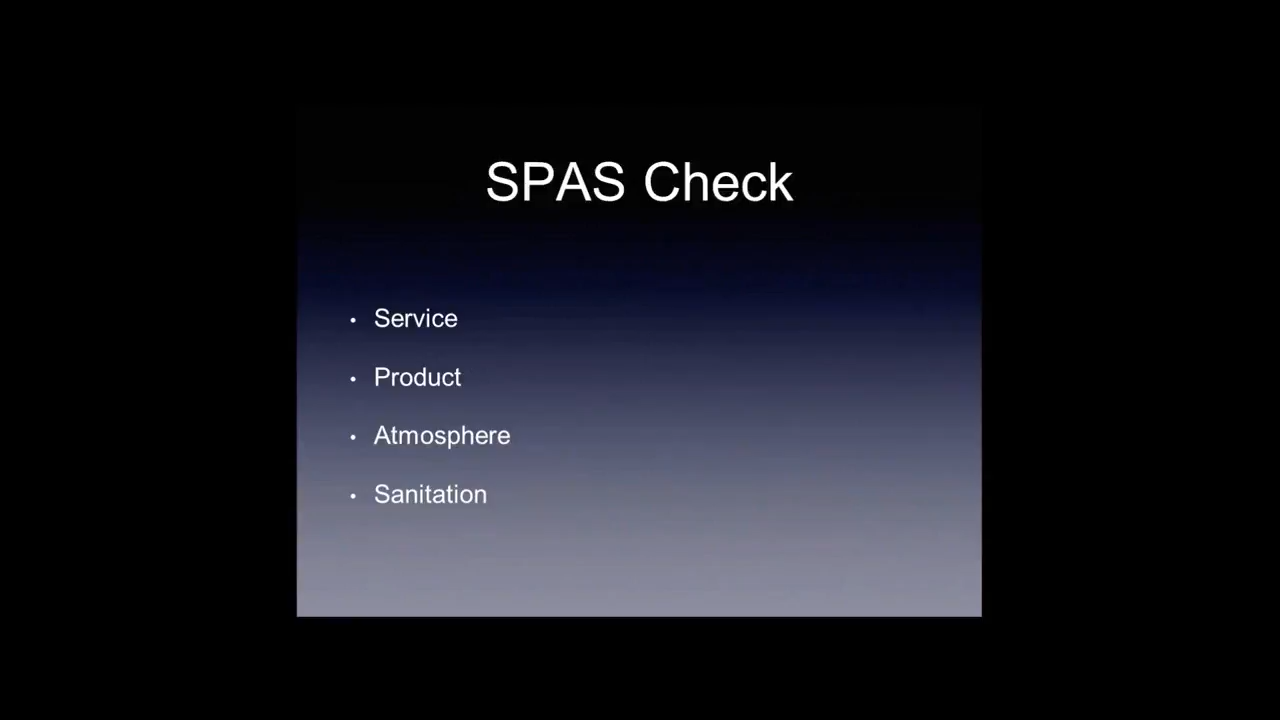 SPAS Check
• Service
• Product
• Atmosphere
• Sanitation